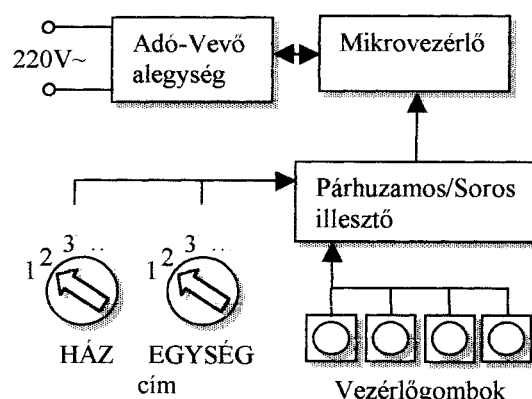 220V~
Adó-Vevő
alegység
Mikrovezérlő
Párhuzamos/Soros
illesztő
1 2 3 ..
1 2 3 ...
HÁZ EGYSÉG
cím
Vezérlőgombok